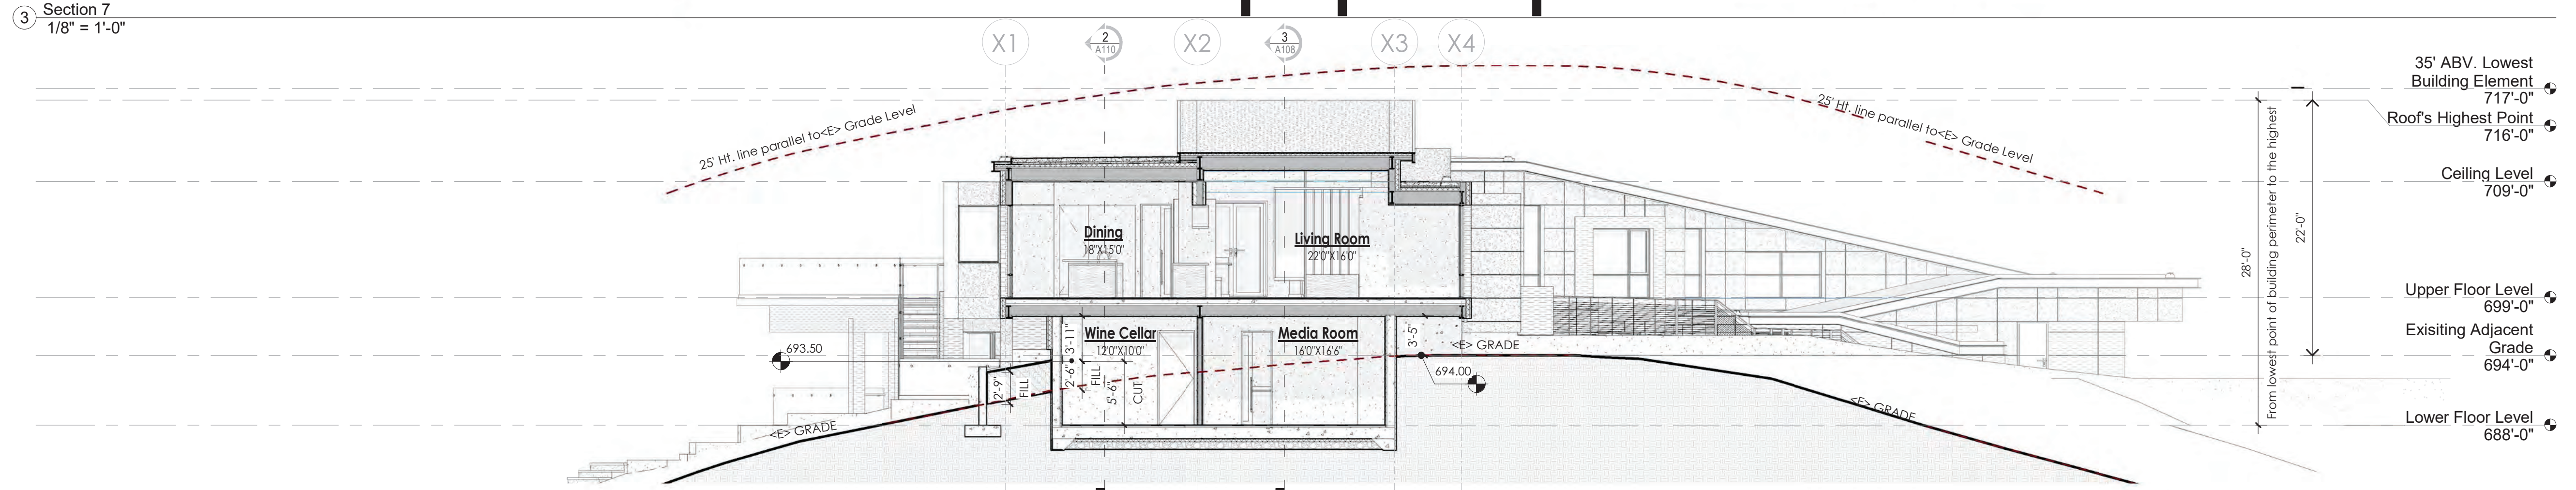 3
Section 7
1/8" = 1'-0"
X1
2
A110
X2
3
A108
X3
X4
35' ABV. Lowest
Building Element
717'-0"
Roof's Highest Point
716'-0"
Ceiling Level
709'-0"
Upper Floor Level
699'-0"
Exisiting Adjacent
Grade
694'-0"
Lower Floor Level
688'-0"
25' Ht. line parallel to<E> Grade Level
25' Ht. line parallel to<E> Grade Level
Dining
18'X15'0"
Living Room
22'0"X16'0"
Wine Cellar
12'0"X10'0"
Media Room
16'0"X16'6"
3'-11"
3'-5"
693.50
694.00
<E> GRADE
<E> GRADE
<E> GRADE
2'-9"
FILL
2'-6"
FILL
5'-6"
CUT
28'-0"
From lowest point of building perimeter to the highest
22'-0"